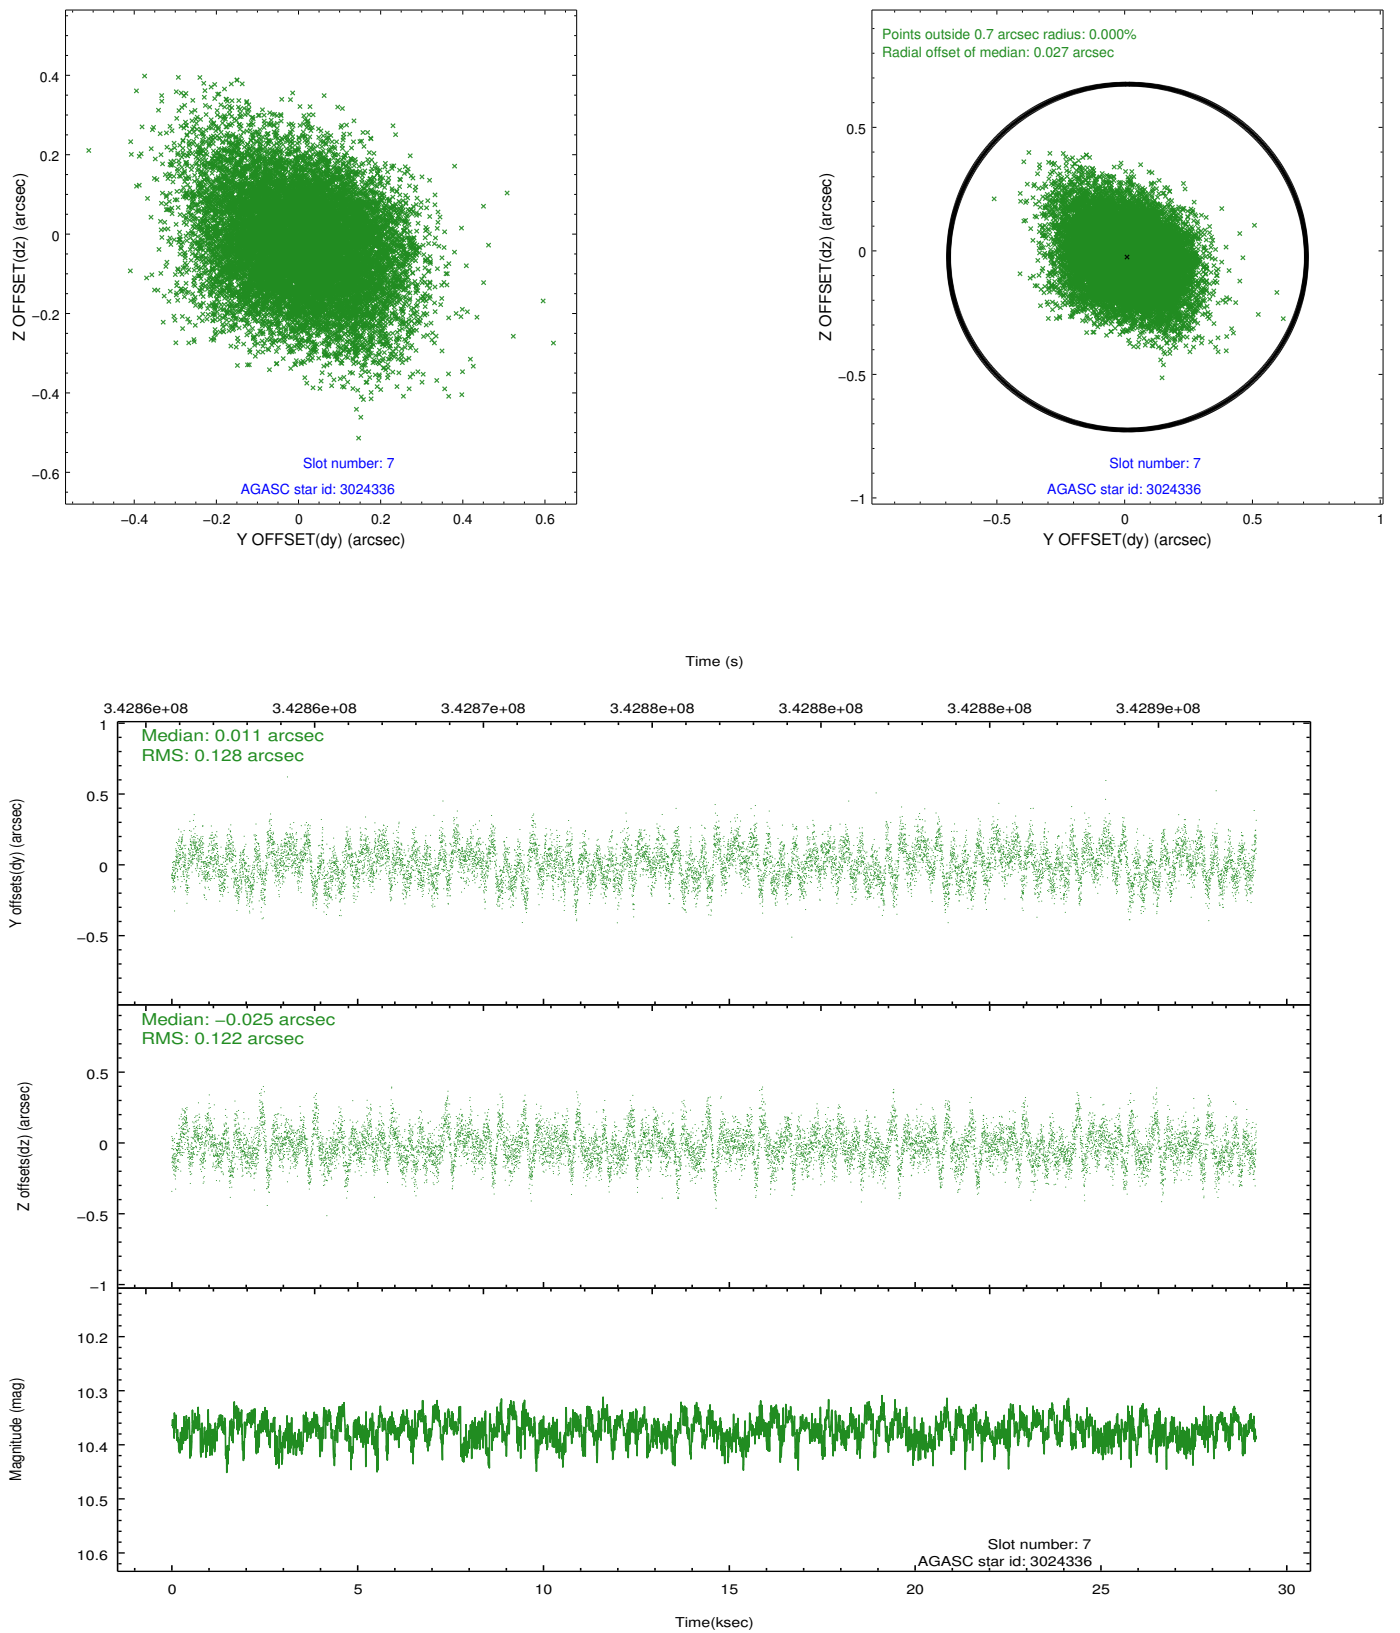 0.4
0.2
0
−0.2
−0.4
−0.6
Z OFFSET(dz) (arcsec)
Slot number: 7
AGASC star id: 3024336
−0.4 −0.2 0 0.2 0.4 0.6
Y OFFSET(dy) (arcsec)
Points outside 0.7 arcsec radius: 0.000%
Radial offset of median: 0.027 arcsec
0.5
0
−0.5
−1
Z OFFSET(dz) (arcsec)
Slot number: 7
AGASC star id: 3024336
−0.5 0 0.5 1
Y OFFSET(dy) (arcsec)
Time (s)
3.4286e+08 3.4286e+08 3.4287e+08 3.4288e+08 3.4288e+08 3.4288e+08 3.4289e+08
Median: 0.011 arcsec
RMS: 0.128 arcsec
1
0.5
0
−0.5
Y offsets(dy) (arcsec)
Median: −0.025 arcsec
RMS: 0.122 arcsec
0.5
0
−0.5
−1
Z offsets(dz) (arcsec)
10.2
10.3
10.4
10.5
10.6
Magnitude (mag)
Slot number: 7
AGASC star id: 3024336
0 5 10 15 20 25 30
Time(ksec)